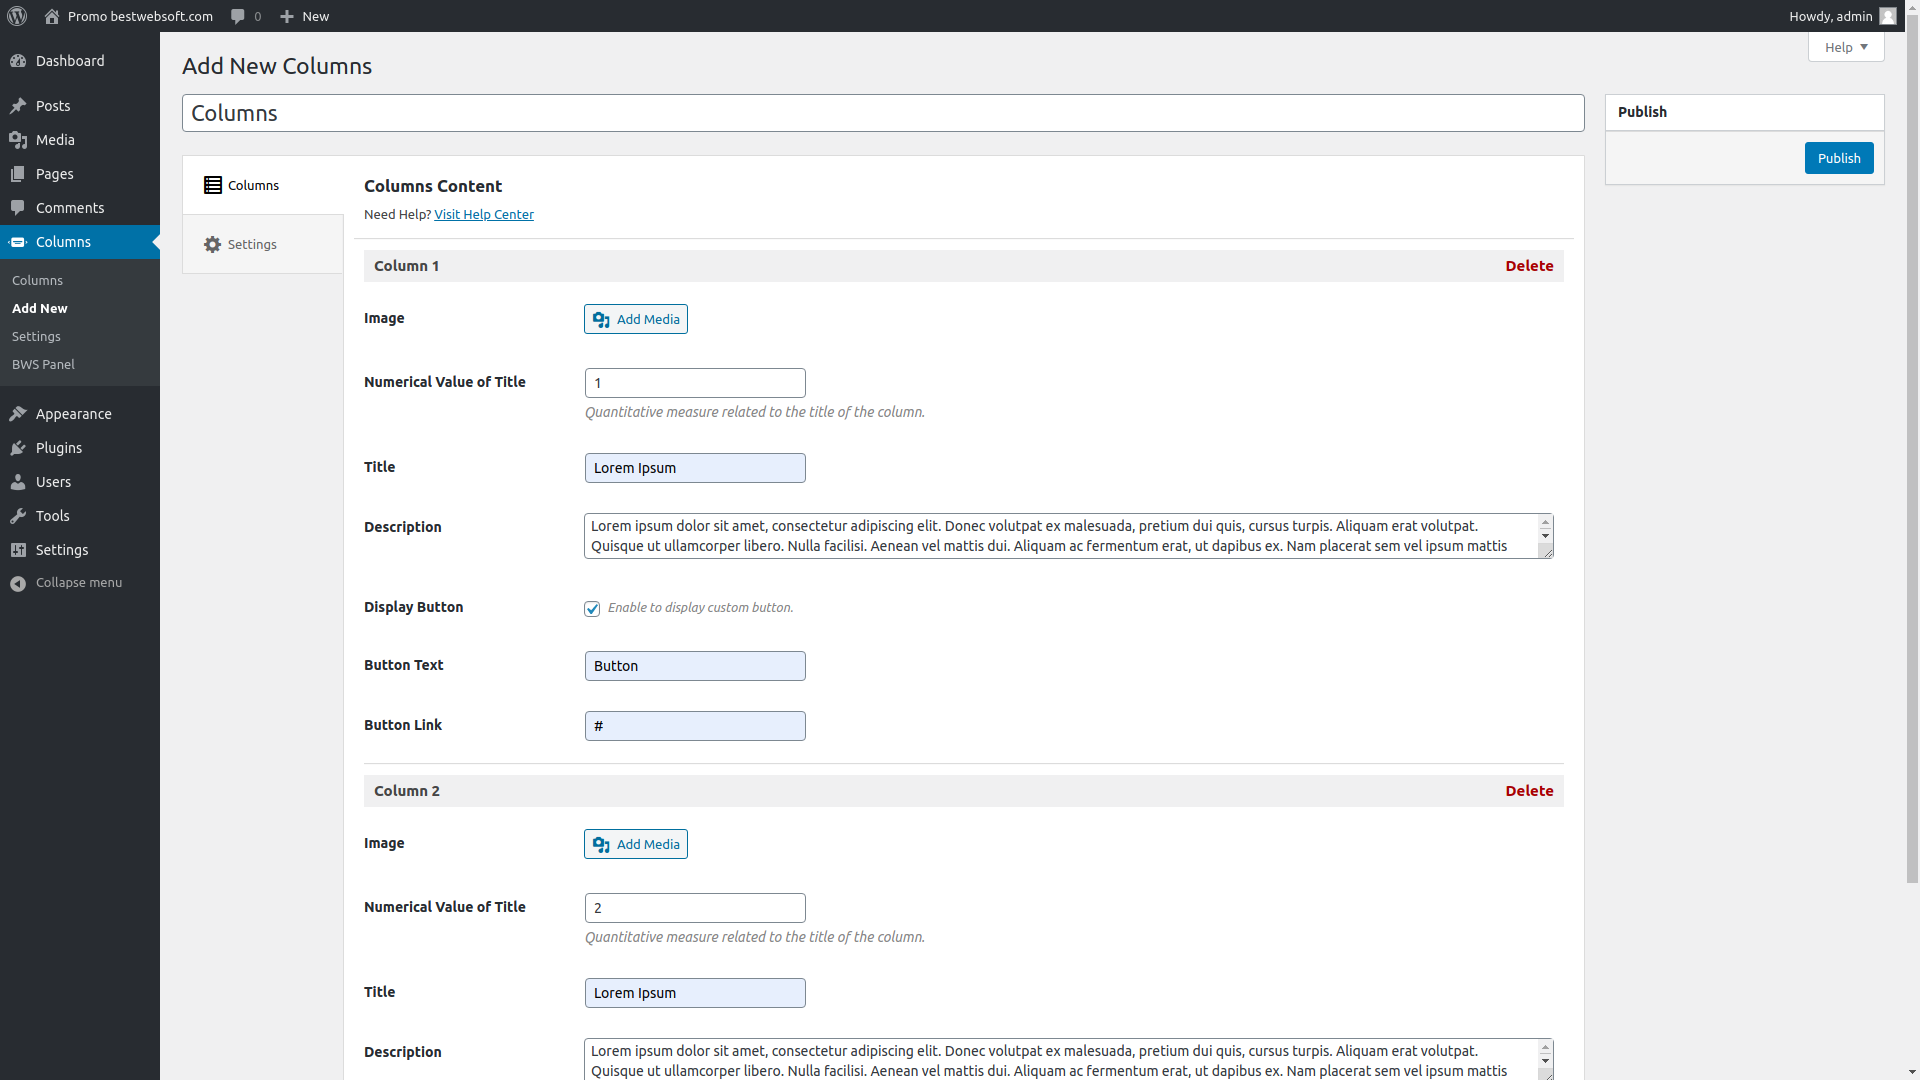 Promo bestwebsoft.com 0 New Howdy, admin
Help
Dashboard
Posts
Media
Pages
Comments
Columns
Columns
Add New
Settings
BWS Panel
Appearance
Plugins
Users
Tools
Settings
Collapse menu
Add New Columns
Columns
Columns
Settings
Columns Content
Need Help? Visit Help Center
Column 1 Delete
Image Add Media
Numerical Value of Title 1
Quantitative measure related to the title of the column.
Title Lorem Ipsum
Description Lorem ipsum dolor sit amet, consectetur adipiscing elit. Donec volutpat ex malesuada, pretium dui quis, cursus turpis. Aliquam erat volutpat.
Quisque ut ullamcorper libero. Nulla facilisi. Aenean vel mattis dui. Aliquam ac fermentum erat, ut dapibus ex. Nam placerat sem vel ipsum mattis
Display Button Enable to display custom button.
Button Text Button
Button Link #
Column 2 Delete
Image Add Media
Numerical Value of Title 2
Quantitative measure related to the title of the column.
Title Lorem Ipsum
Description Lorem ipsum dolor sit amet, consectetur adipiscing elit. Donec volutpat ex malesuada, pretium dui quis, cursus turpis. Aliquam erat volutpat.
Quisque ut ullamcorper libero. Nulla facilisi. Aenean vel mattis dui. Aliquam ac fermentum erat, ut dapibus ex. Nam placerat sem vel ipsum mattis
Publish
Publish